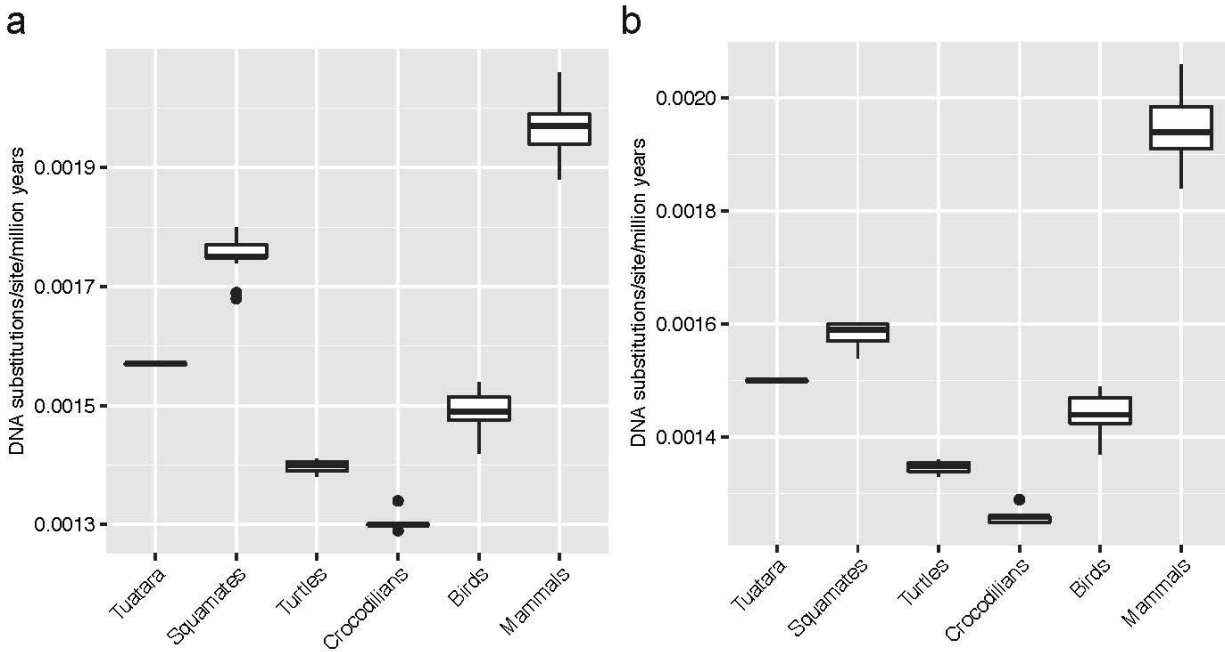 a
DNA substitutions/site/million years
0.0019
0.0017
0.0015
0.0013
Tuatara
Squamates
Turtles
Crocodilians
Birds
Mammals
b
DNA substitutions/site/million years
0.0020
0.0018
0.0016
0.0014
Tuatara
Squamates
Turtles
Crocodilians
Birds
Mammals